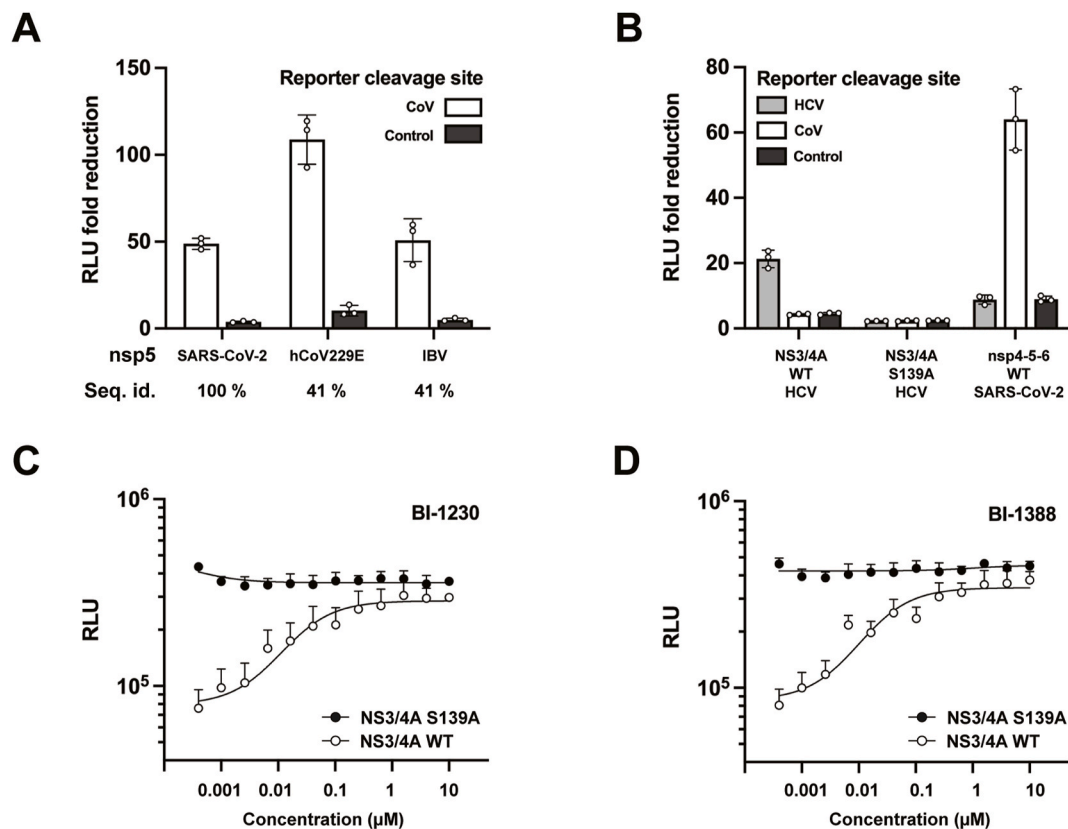 A
150
100
50
0
RLU fold reduction
Reporter cleavage site
CoV
Control
nsp5 SARS-CoV-2 hCoV229E IBV
Seq. id. 100 % 41 % 41 %
B
80
60
40
20
0
RLU fold reduction
Reporter cleavage site
HCV
CoV
Control
NS3/4A WT HCV
NS3/4A S139A HCV
nsp4-5-6 WT SARS-CoV-2
C
10⁶
10⁵
RLU
BI-1230
NS3/4A S139A
NS3/4A WT
0.001 0.01 0.1 1 10
Concentration (µM)
D
10⁶
10⁵
RLU
BI-1388
NS3/4A S139A
NS3/4A WT
0.001 0.01 0.1 1 10
Concentration (µM)